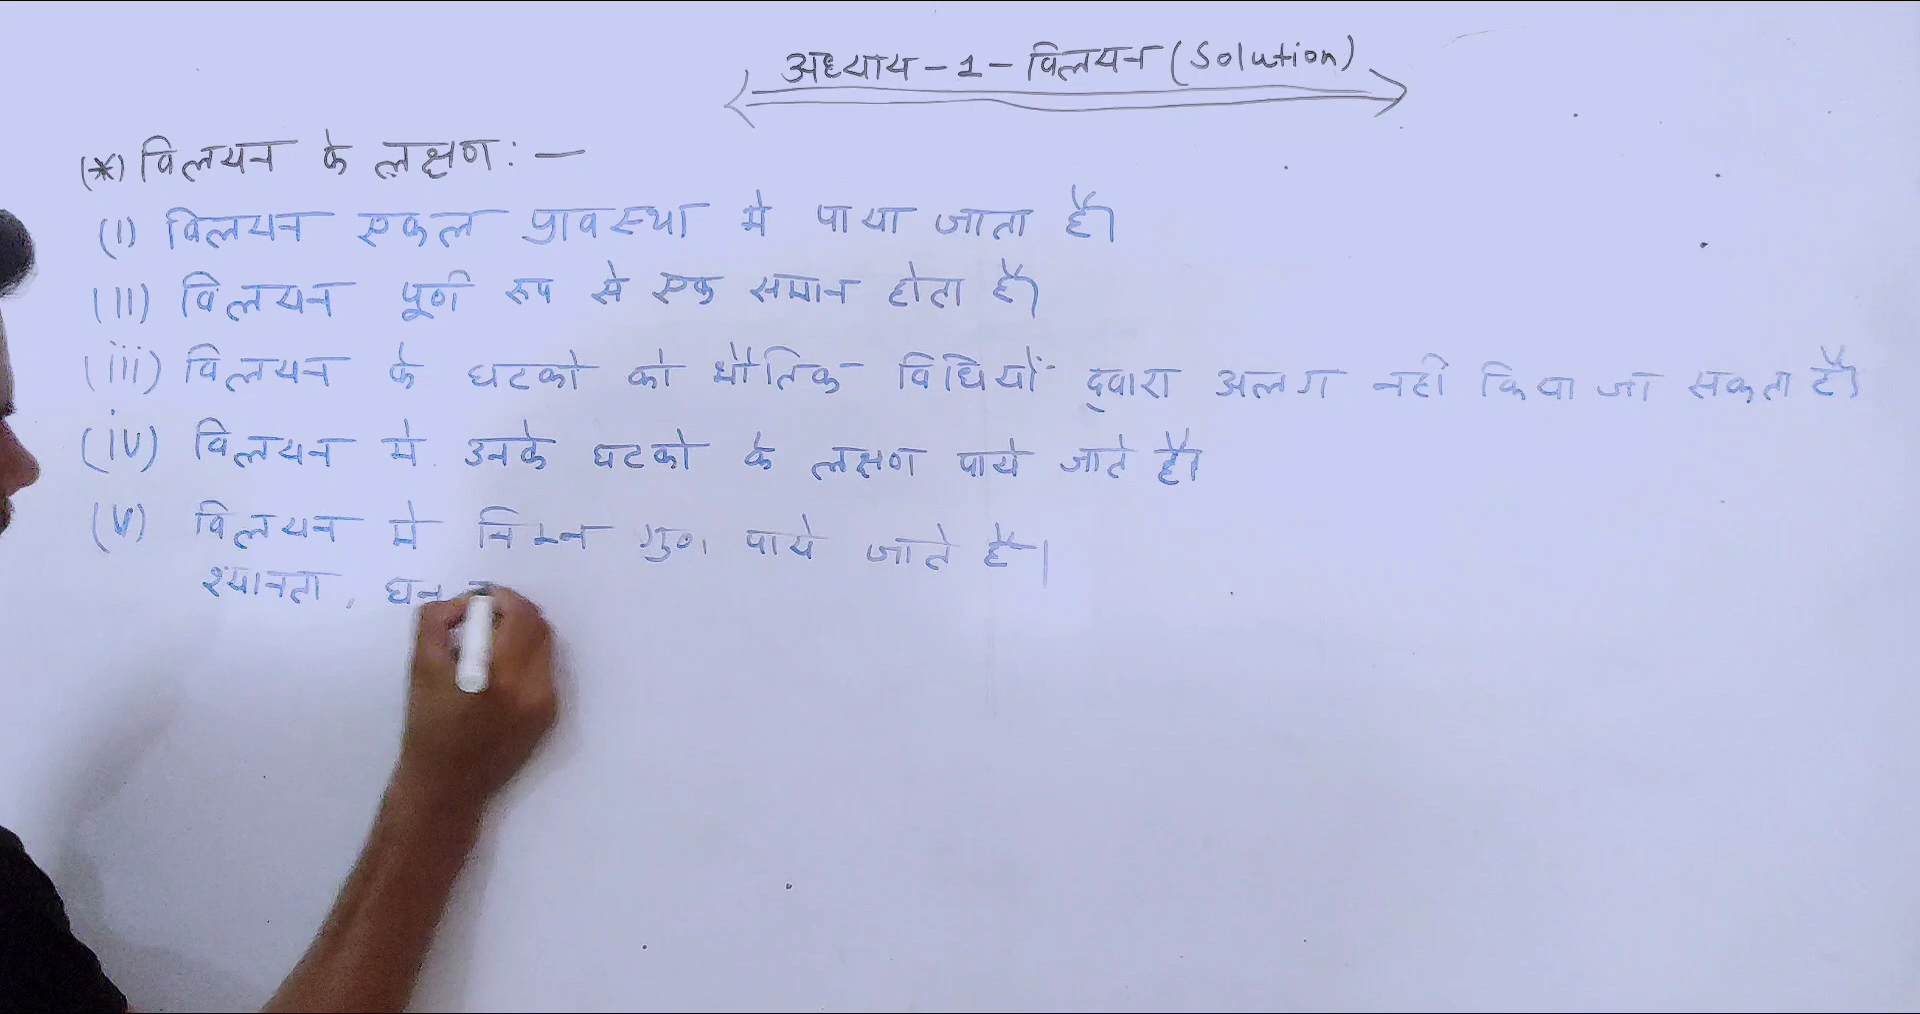 अध्याय - 1 - विलयन (Solution)
(*) विलयन के लक्षण : —
(I) विलयन एकल प्रावस्था मे पाया जाता है।
(II) विलयन पूर्ण रूप से एक समान होता है।
(iii) विलयन के घटको को भौतिक विधियों द्वारा अलग नही किया जा सकता है।
(iv) विलयन मे उनके घटको के लक्षण पाये जाते है।
(V) विलयन मे निम्न गुण पाये जाते है।
श्यानता, घन